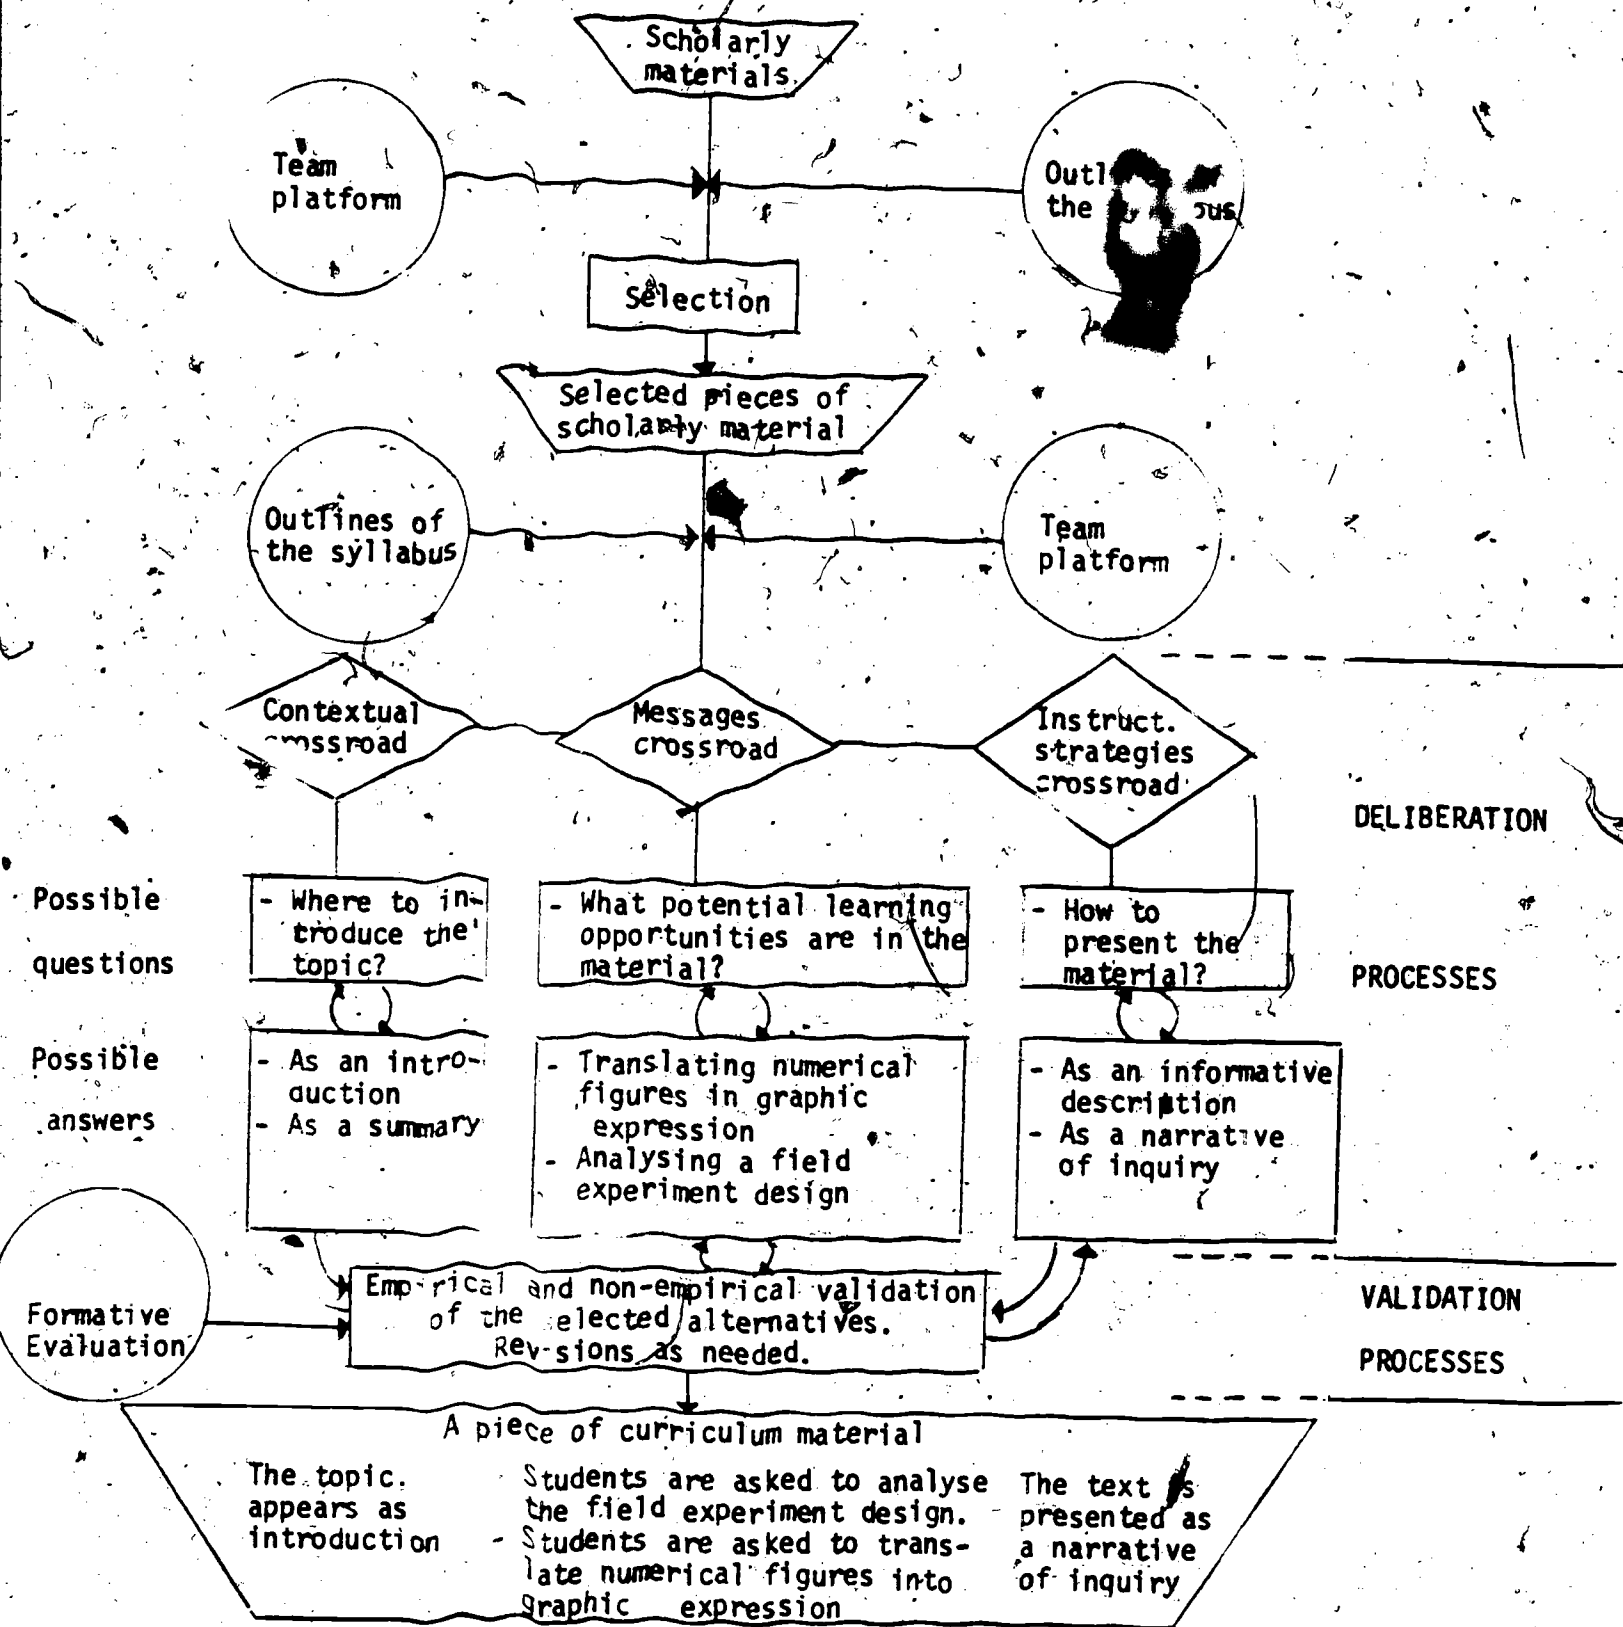 Scholarly
materials
Team
platform
the
Selection
Selected pieces of
scholarly material
Outlines of
the syllabus
Team
platform
Contextual
crossroad
Messages
crossroad
Instruct.
strategies
crossroad
DELIBERATION
PROCESSES
Possible
questions
- Where to in-
troduce the
topic?
- What potential learning
opportunities are in the
material?
- How to
present the
material?
Possible
answers
- As an intro-
duction
- As a summary
- Translating numerical
figures in graphic
expression
- Analysing a field
experiment design
- As an informative
description
- As a narrative
of inquiry
Formative
Evaluation
Empirical and non-empirical validation
of the selected alternatives.
Revisions as needed.
VALIDATION
PROCESSES
A piece of curriculum material
The topic
appears as
introduction
- Students are asked to analyse
the field experiment design.
- Students are asked to trans-
late numerical figures into
graphic expression
- The text is
presented as
a narrative
of inquiry